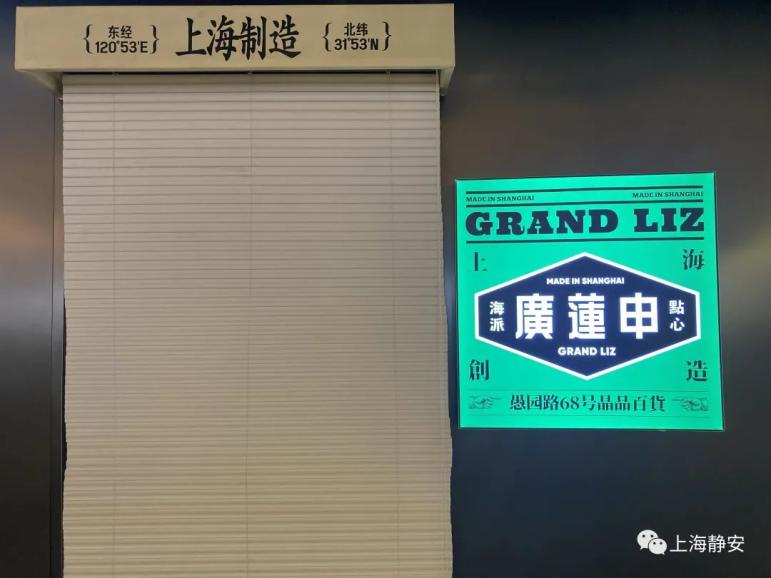 东经
120°53'E
上海制造
北纬
31°53'N
MADE IN SHANGHAI
MADE IN SHANGHAI
GRAND LIZ
上海
MADE IN SHANGHAI
海派
廣蓮申
點心
GRAND LIZ
創造
愚园路68号晶品百貨
上海静安